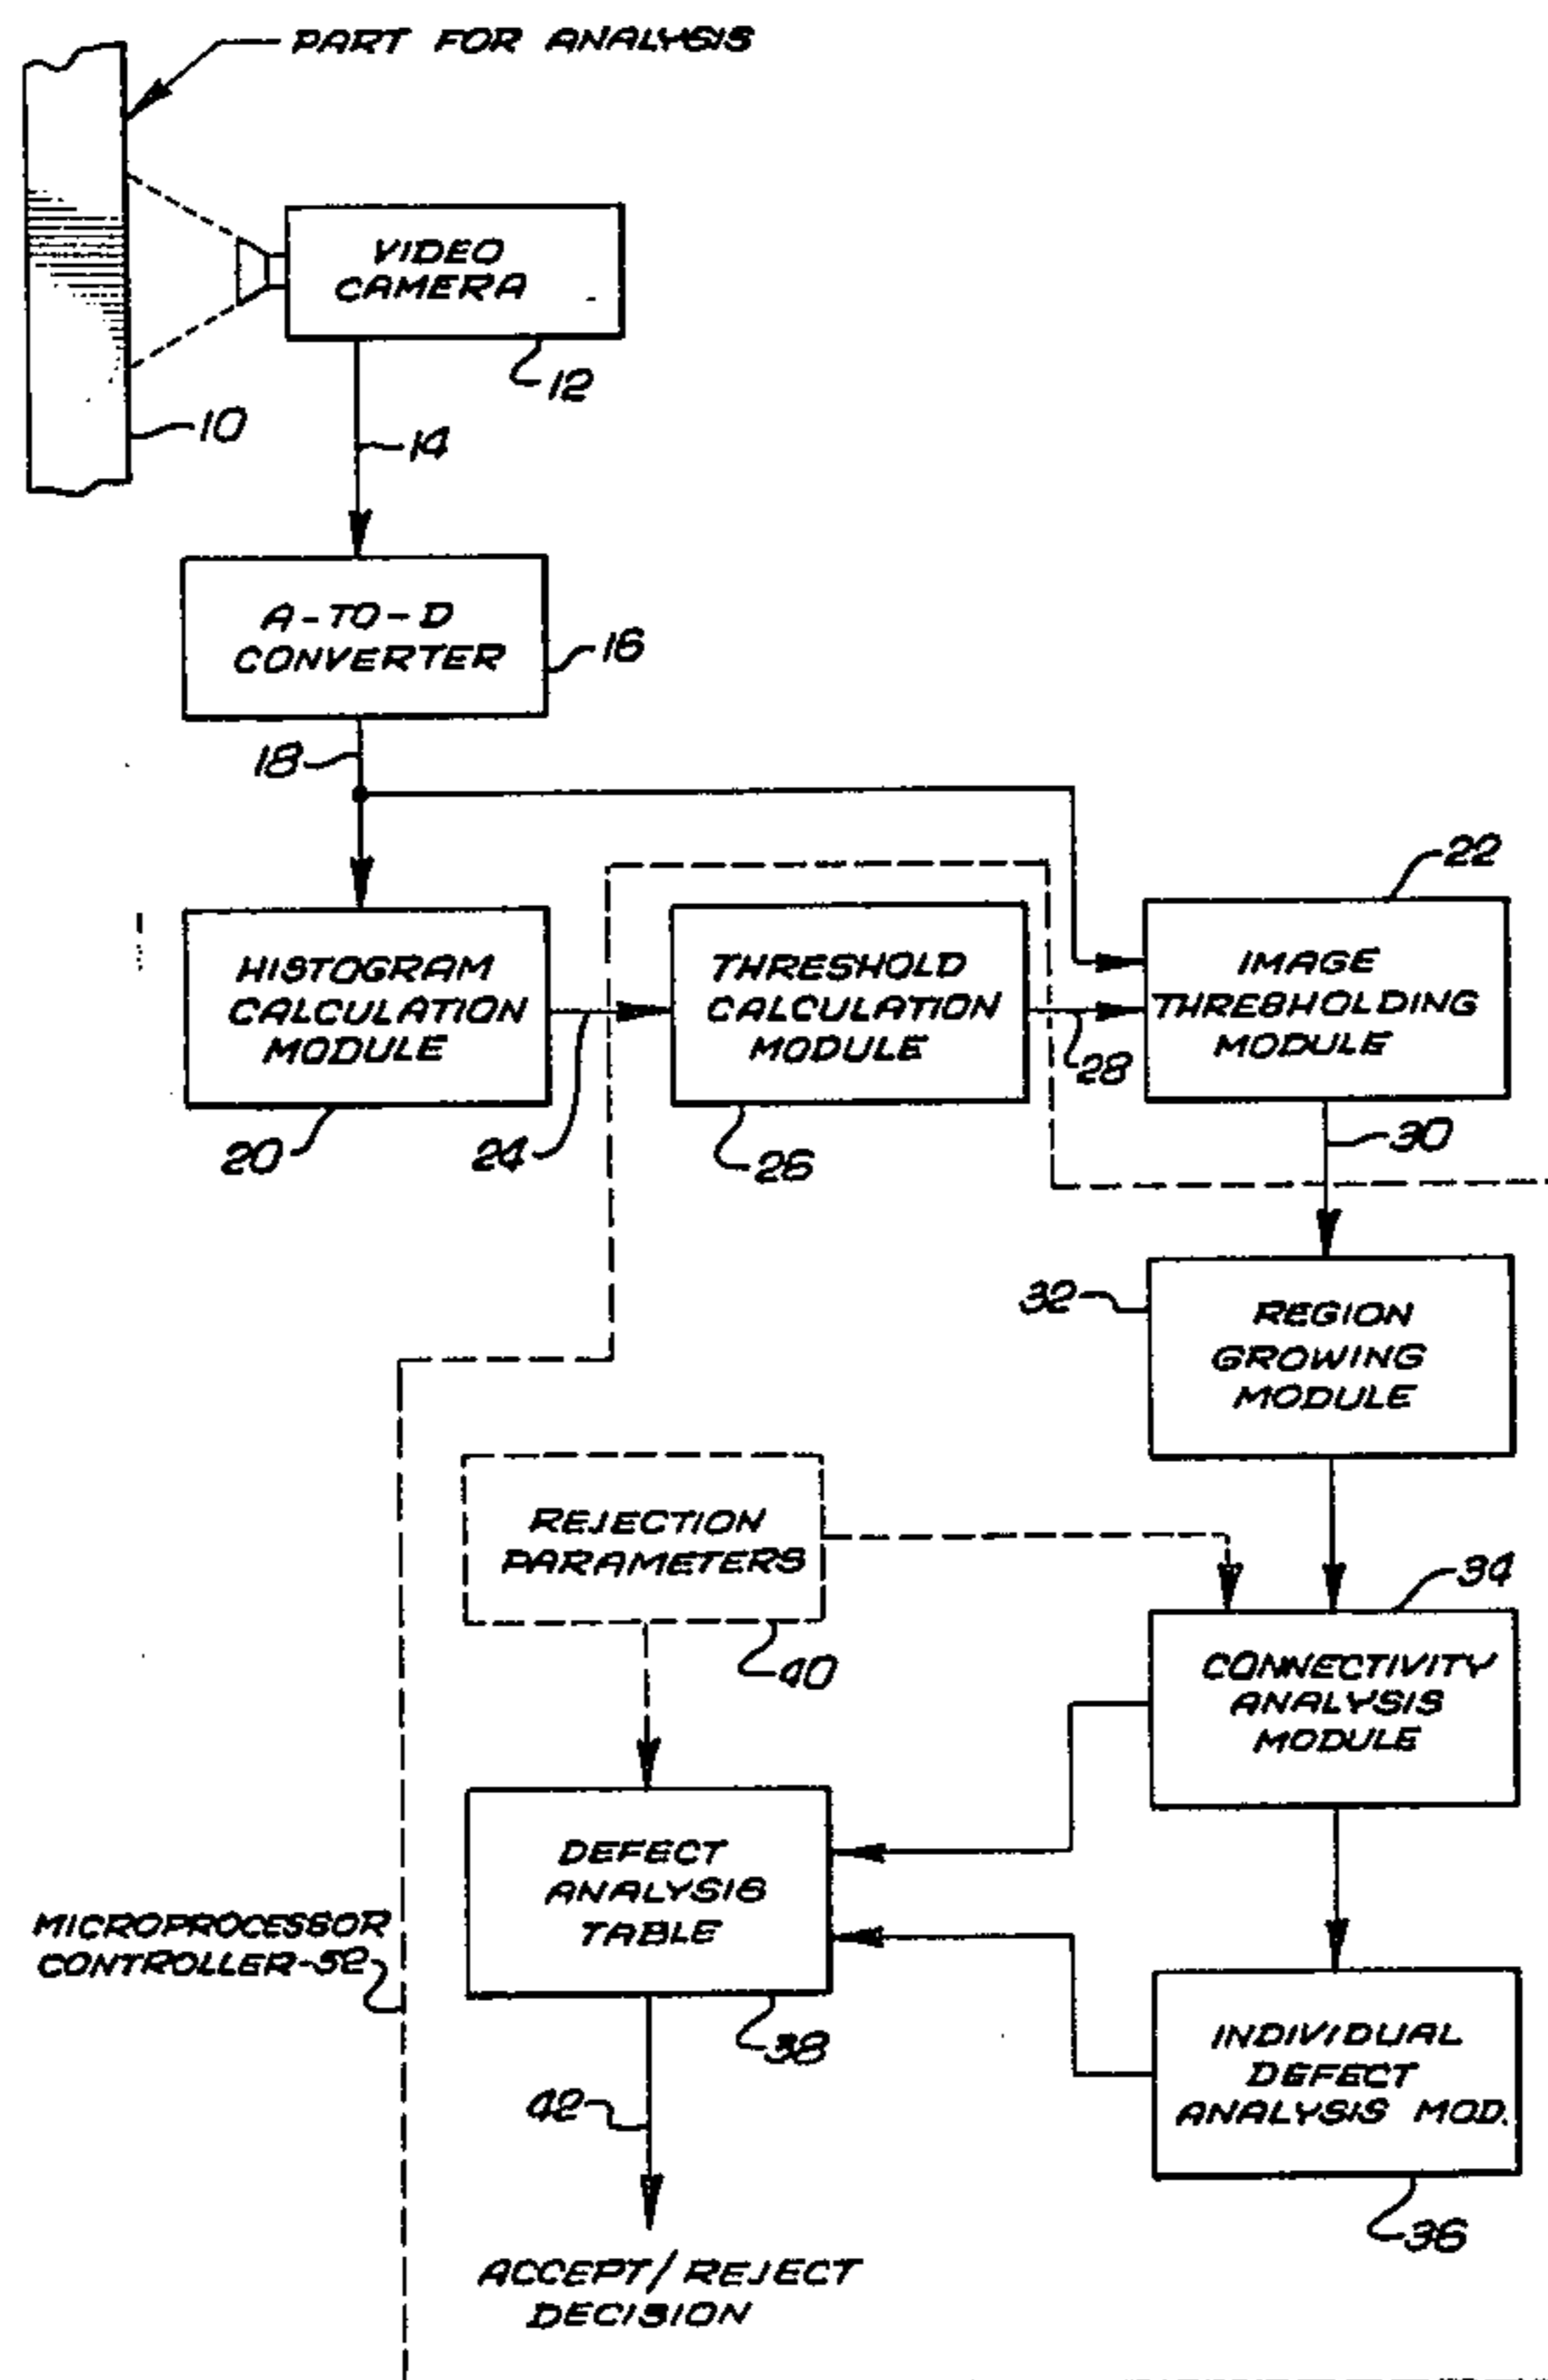 PART FOR ANALYSIS
VIDEO
CAMERA
12
10
14
A-TO-D
CONVERTER
16
18
22
HISTOGRAM
CALCULATION
MODULE
THRESHOLD
CALCULATION
MODULE
IMAGE
THRESHOLDING
MODULE
28
20
24
26
30
32
REGION
GROWING
MODULE
REJECTION
PARAMETERS
34
40
CONNECTIVITY
ANALYSIS
MODULE
DEFECT
ANALYSIS
TABLE
MICROPROCESSOR
CONTROLLER-52
38
INDIVIDUAL
DEFECT
ANALYSIS MOD.
42
36
ACCEPT/REJECT
DECISION